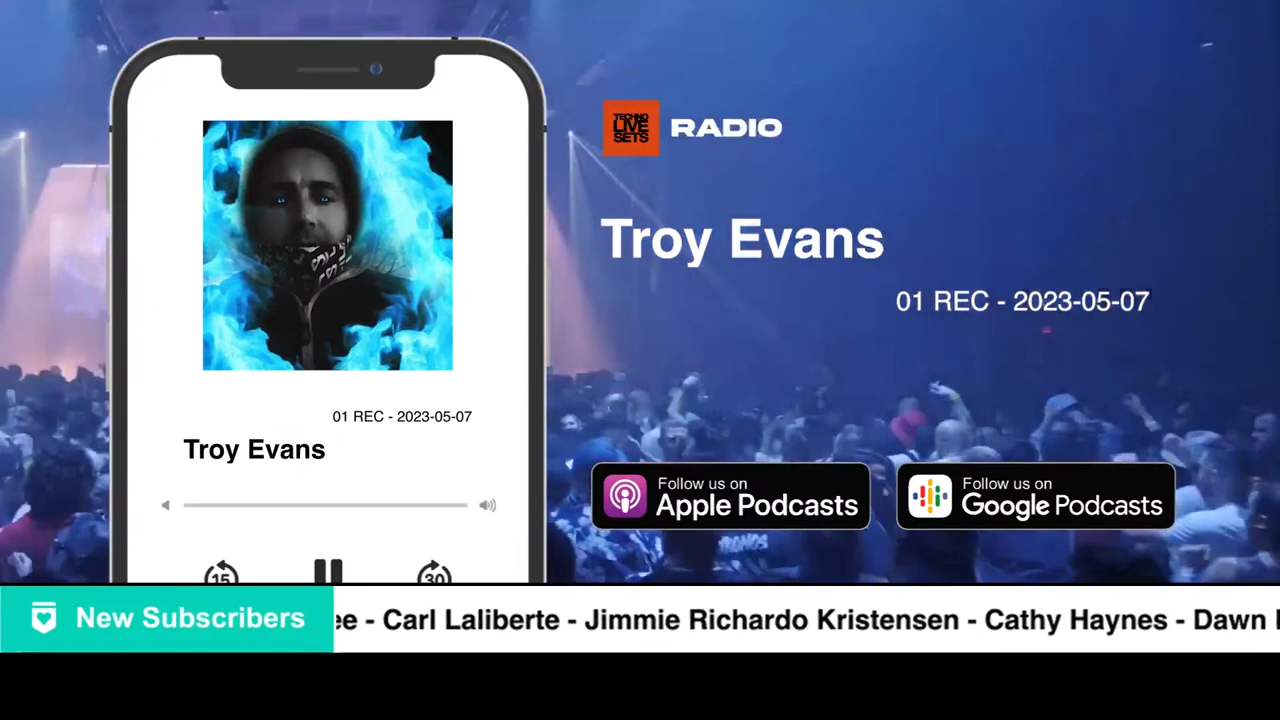 TECHNO
LIVE
SETS
RADIO
Troy Evans
01 REC - 2023-05-07
01 REC - 2023-05-07
Troy Evans
Follow us on
Apple Podcasts
Follow us on
Google Podcasts
15
30
New Subscribers
ee - Carl Laliberte - Jimmie Richardo Kristensen - Cathy Haynes - Dawn